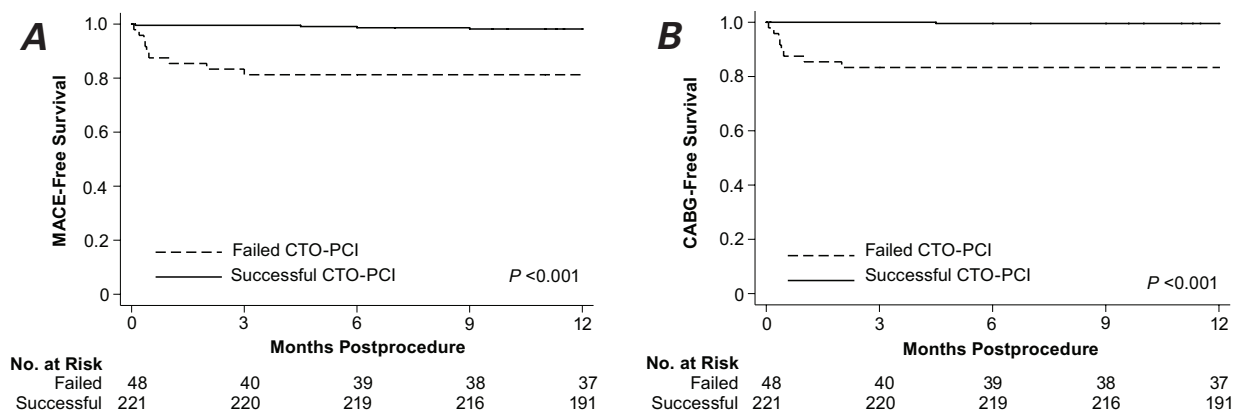 A
MACE-Free Survival
1.0
0.8
0.6
0.4
0.2
0
Failed CTO-PCI
Successful CTO-PCI
P <0.001
0 3 6 9 12
Months Postprocedure
No. at Risk
Failed 48 40 39 38 37
Successful 221 220 219 216 191
B
CABG-Free Survival
1.0
0.8
0.6
0.4
0.2
0
Failed CTO-PCI
Successful CTO-PCI
P <0.001
0 3 6 9 12
Months Postprocedure
No. at Risk
Failed 48 40 39 38 37
Successful 221 220 219 216 191